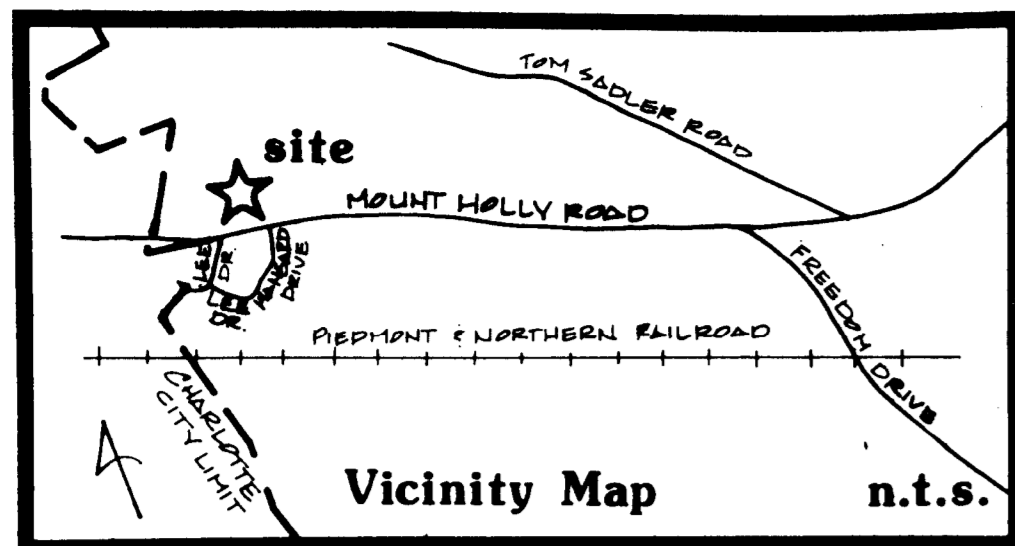 TOM SADLER ROAD
site
MOUNT HOLLY ROAD
LEE
DR.
MANGARD
DRIVE
LEE
DR.
FREEDOM DRIVE
PIEDMONT & NORTHERN RAILROAD
CHARLOTTE
CITY LIMIT
Vicinity Map
n.t.s.